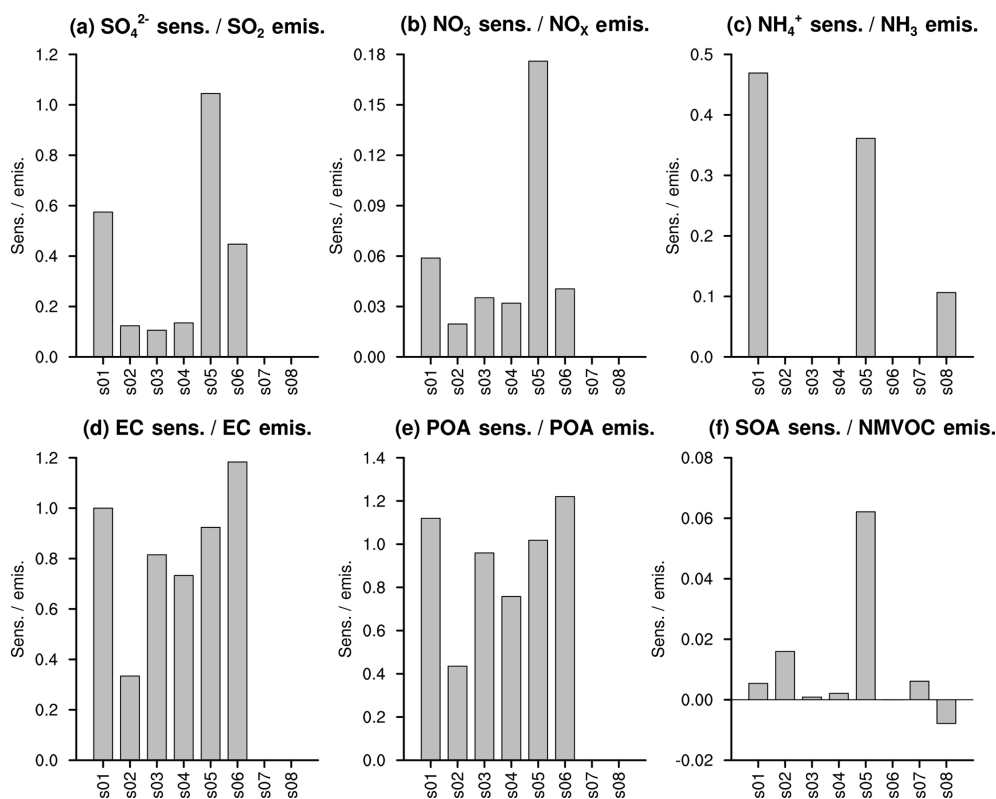 (a) SO₄²⁻ sens. / SO₂ emis.
Sens. / emis.
1.2
1.0
0.8
0.6
0.4
0.2
0.0
s01 s02 s03 s04 s05 s06 s07 s08
(b) NO₃ sens. / NOₓ emis.
Sens. / emis.
0.18
0.15
0.12
0.09
0.06
0.03
0.00
s01 s02 s03 s04 s05 s06 s07 s08
(c) NH₄⁺ sens. / NH₃ emis.
Sens. / emis.
0.5
0.4
0.3
0.2
0.1
0.0
s01 s02 s03 s04 s05 s06 s07 s08
(d) EC sens. / EC emis.
Sens. / emis.
1.2
1.0
0.8
0.6
0.4
0.2
0.0
s01 s02 s03 s04 s05 s06 s07 s08
(e) POA sens. / POA emis.
Sens. / emis.
1.4
1.2
1.0
0.8
0.6
0.4
0.2
0.0
s01 s02 s03 s04 s05 s06 s07 s08
(f) SOA sens. / NMVOC emis.
Sens. / emis.
0.08
0.06
0.04
0.02
0.00
-0.02
s01 s02 s03 s04 s05 s06 s07 s08